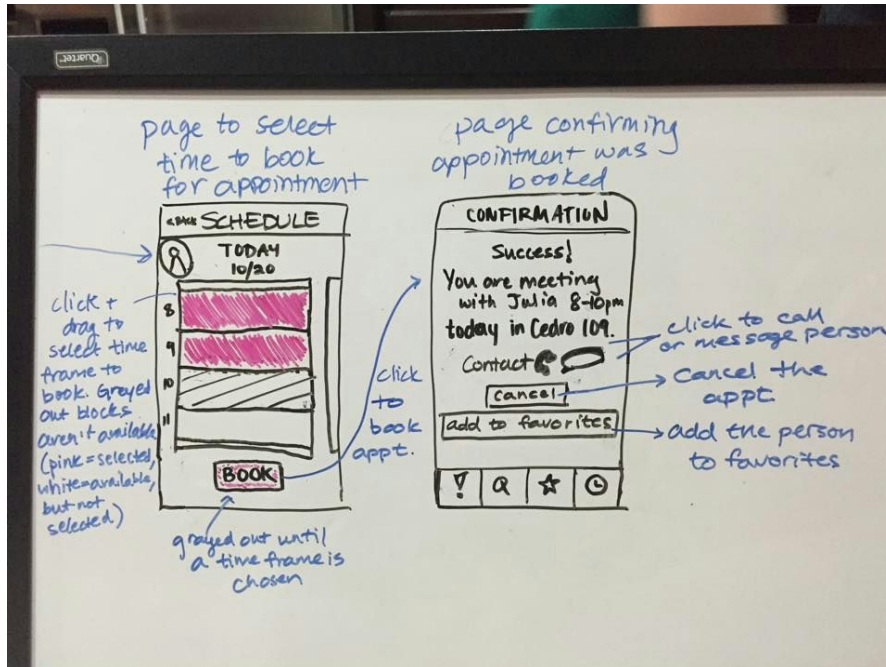 Quartet
page to select
time to book
for appointment
<BACK SCHEDULE
TODAY
10/20
8
9
10
11
BOOK
click +
drag to
select time
frame to
book. Grayed
out blocks
aren't available
(pink=selected,
white=available,
but not
selected)
grayed out until
a time frame is
chosen
click
to
book
appt.
page confirming
appointment was
booked
CONFIRMATION
Success!
You are meeting
with Julia 8-10pm
today in Cedro 109.
Contact
cancel
add to favorites
click to call
or message person
Cancel the
appt.
add the person
to favorites